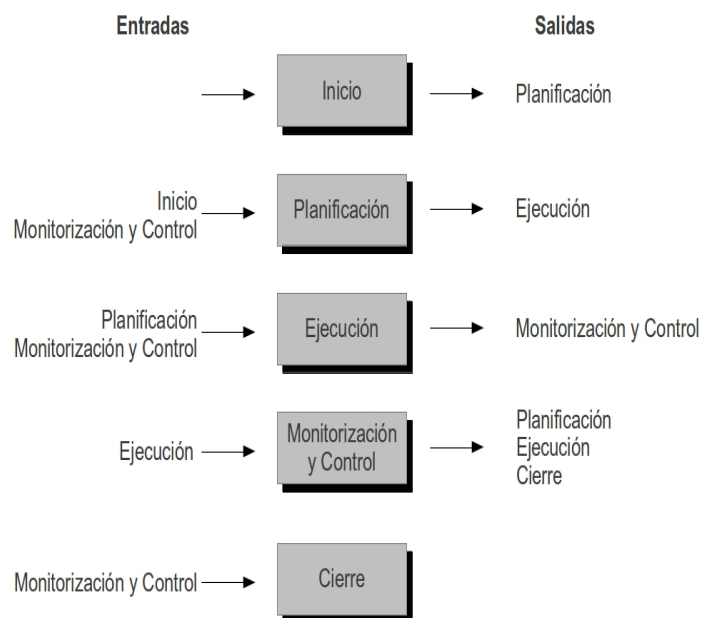 Entradas
Salidas
Inicio
Planificación
Inicio
Monitorización y Control
Planificación
Ejecución
Planificación
Monitorización y Control
Ejecución
Monitorización y Control
Ejecución
Monitorización
y Control
Planificación
Ejecución
Cierre
Monitorización y Control
Cierre